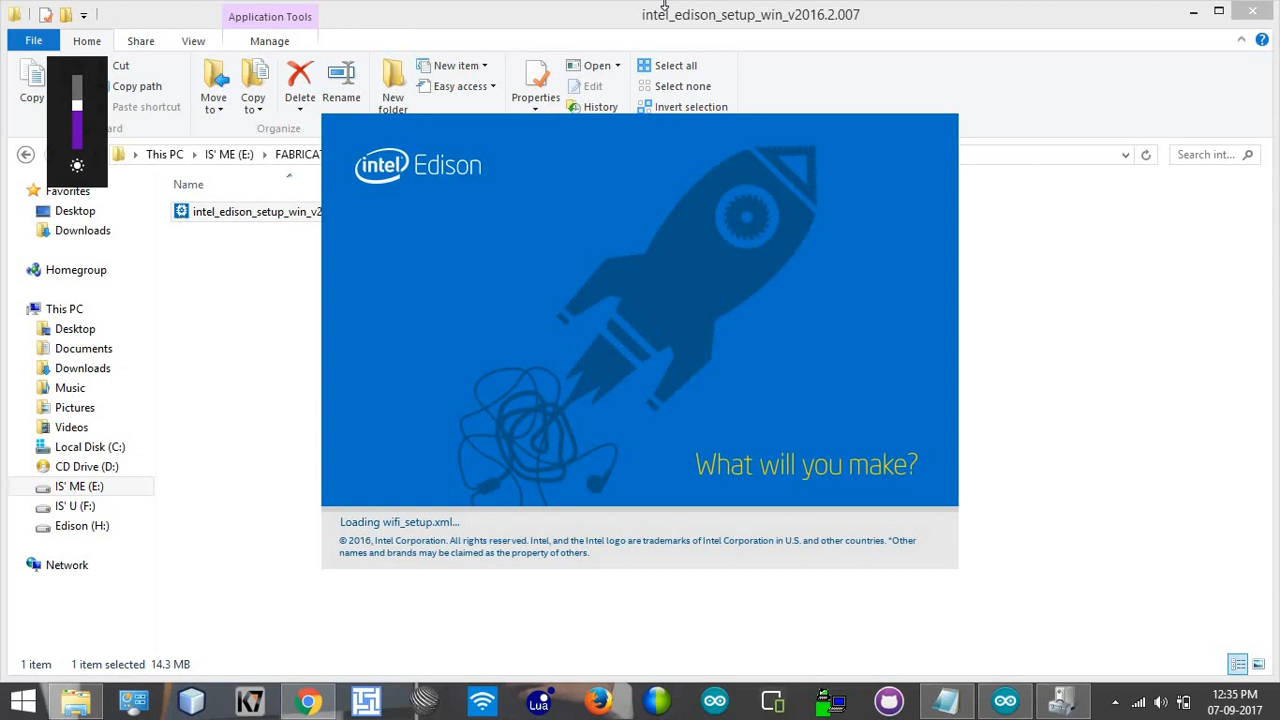 Application Tools
intel_edison_setup_win_v2016.2.007
File
Home
Share
View
Manage
Copy
Cut
Copy path
Paste shortcut
Move to
Copy to
Delete
Rename
Organize
New folder
New item
Easy access
Properties
Open
Edit
History
Select all
Select none
Invert selection
This PC
IS' ME (E:)
FABRICAT
Search int...
Name
intel_edison_setup_win_v2
Favorites
Desktop
Downloads
Homegroup
This PC
Desktop
Documents
Downloads
Music
Pictures
Videos
Local Disk (C:)
CD Drive (D:)
IS' ME (E:)
IS' U (F:)
Edison (H:)
Network
intel Edison
What will you make?
Loading wifi_setup.xml...
© 2016, Intel Corporation. All rights reserved. Intel, and the Intel logo are trademarks of Intel Corporation in U.S. and other countries. *Other
names and brands may be claimed as the property of others.
1 item
1 item selected 14.3 MB
K7
Lua
12:35 PM
07-09-2017